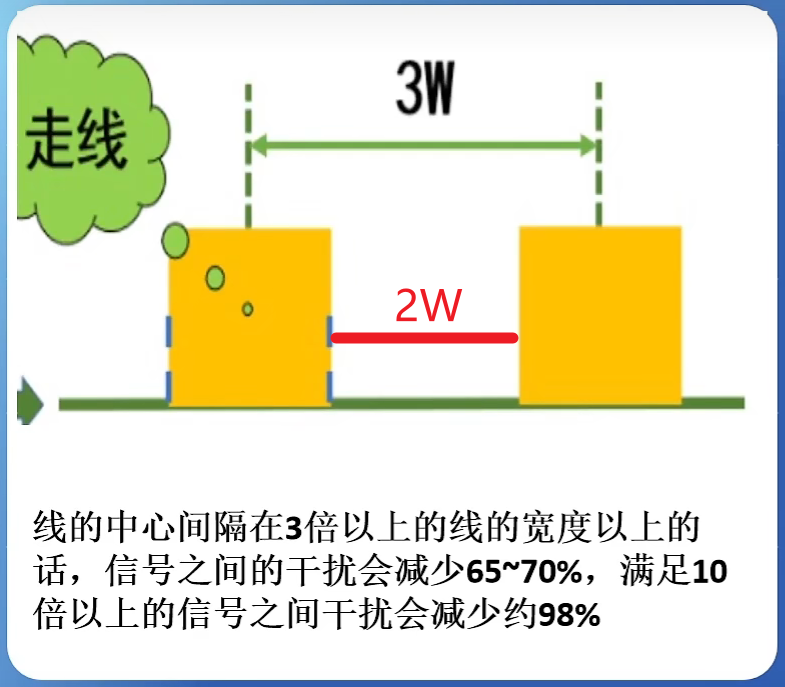 3W
走线
2W
线的中心间隔在3倍以上的线的宽度以上的
话，信号之间的干扰会减少65~70%，满足10
倍以上的信号之间干扰会减少约98%